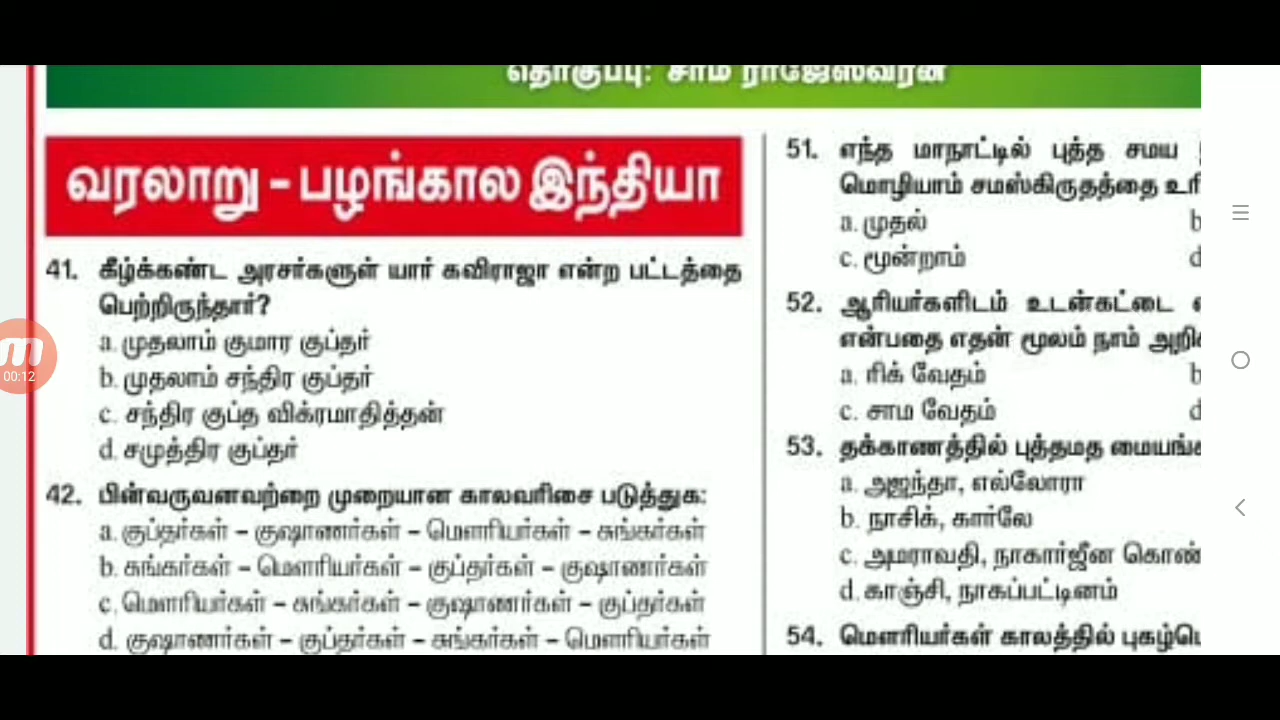 தொகுப்பு: சாம் ராஜேஸ்வரன்
வரலாறு - பழங்கால இந்தியா
41. கீழ்க்கண்ட அரசர்களுள் யார் கவிராஜா என்ற பட்டத்தை
பெற்றிருந்தார்?
a. முதலாம் குமார குப்தர்
b. முதலாம் சந்திர குப்தர்
c. சந்திர குப்த விக்ரமாதித்தன்
d. சமுத்திர குப்தர்
42. பின்வருவனவற்றை முறையான காலவரிசை படுத்துக:
a. குப்தர்கள் – குஷாணர்கள் – மௌரியர்கள் – சுங்கர்கள்
b. சுங்கர்கள் – மௌரியர்கள் – குப்தர்கள் – குஷாணர்கள்
c. மௌரியர்கள் – சுங்கர்கள் – குஷாணர்கள் – குப்தர்கள்
d. குஷாணர்கள் – குப்தர்கள் – சுங்கர்கள் – மௌரியர்கள்
51. எந்த மாநாட்டில் புத்த சமய
மொழியாம் சமஸ்கிருதத்தை
a. முதல் b
c. மூன்றாம் d
52. ஆரியர்களிடம் உடன்கட்டை
என்பதை எதன் மூலம் நாம்
a. ரிக் வேதம் b
c. சாம வேதம் d
53. தக்காணத்தில் புத்தமத
a. அஜந்தா, எல்லோரா
b. நாசிக், கார்லே
c. அமராவதி, நாகார்ஜீன
d. காஞ்சி, நாகப்பட்டினம்
54. மௌரியர்கள் காலத்தில்
00:12